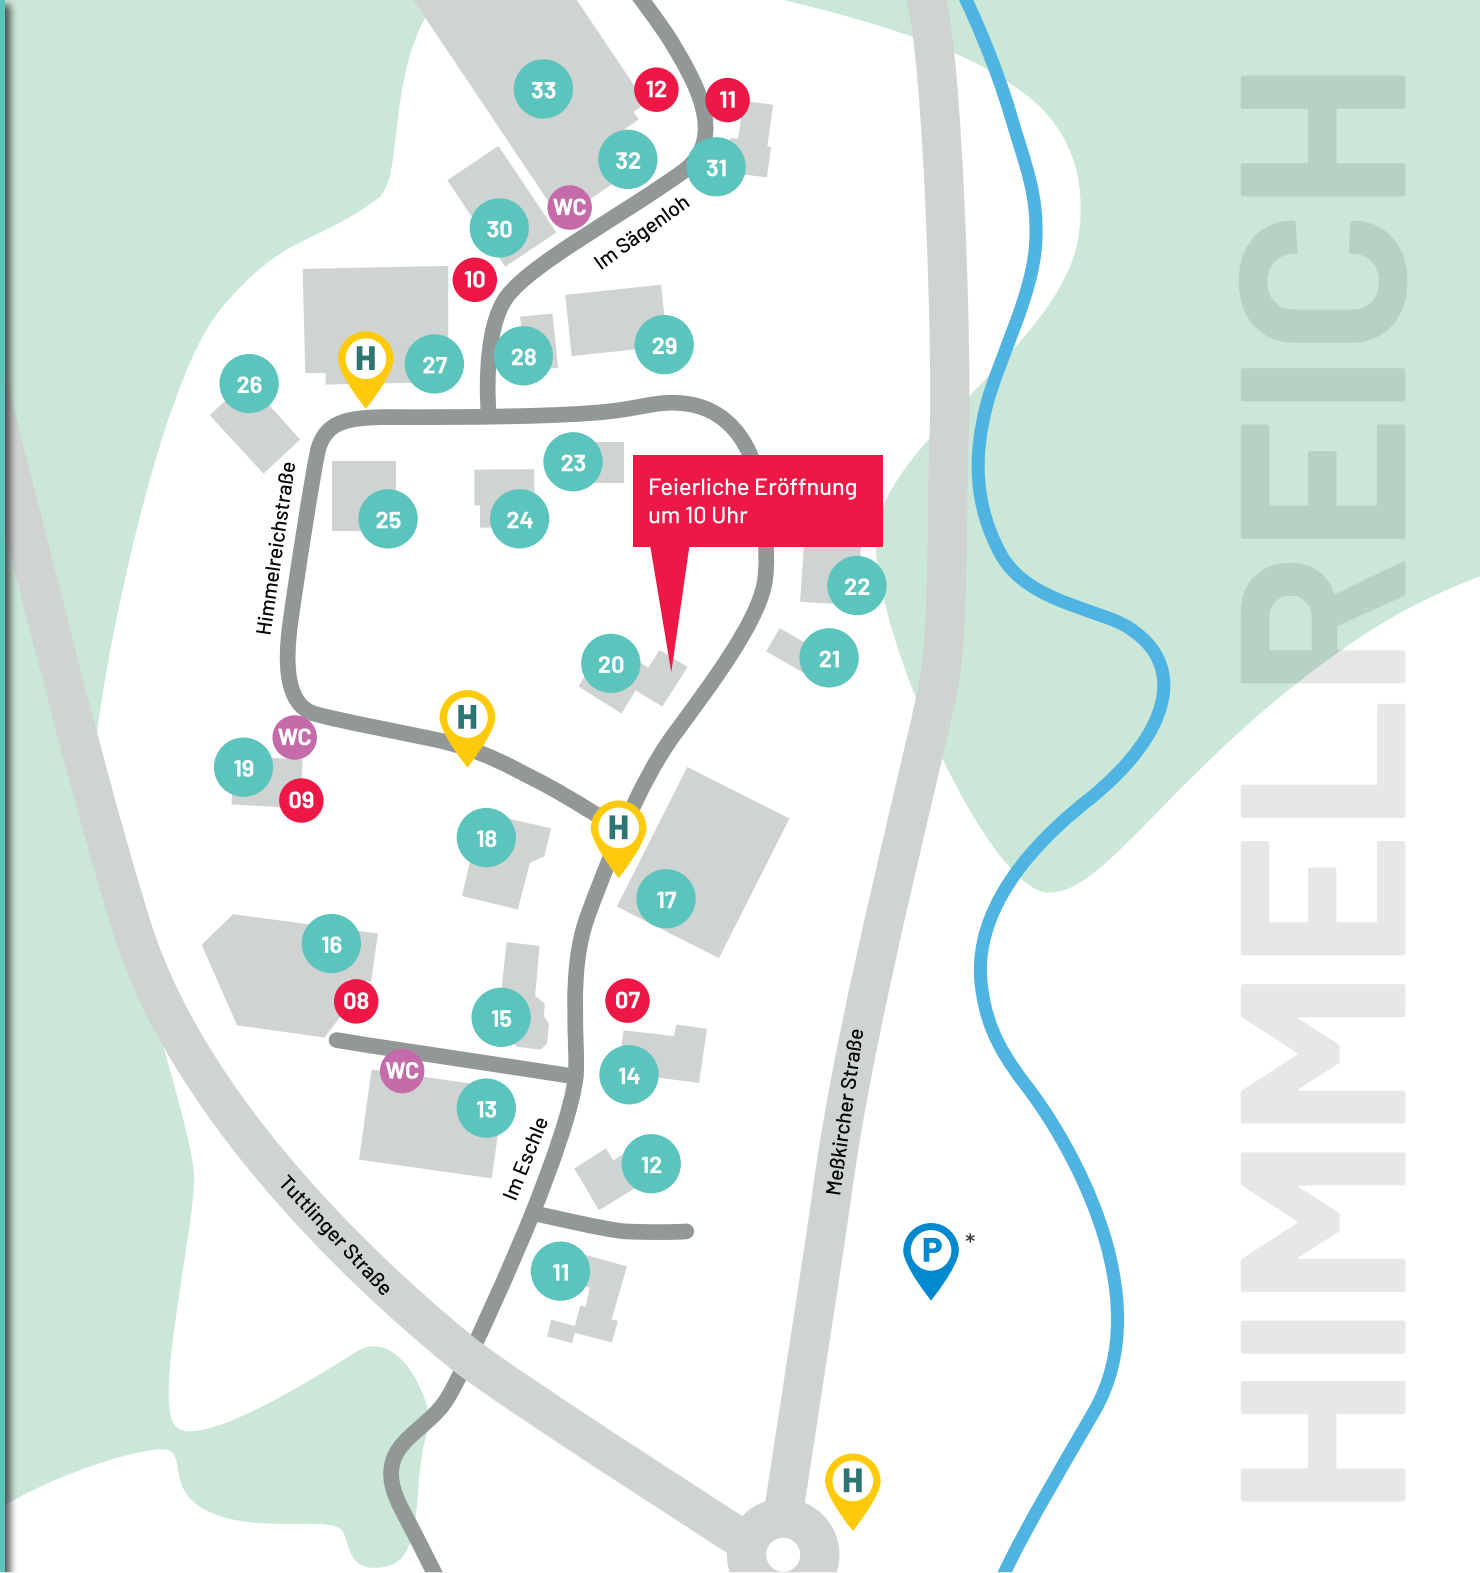 33
12
11
32
31
WC
30
Im Sägenloh
10
29
28
27
H
26
23
Feierliche Eröffnung
um 10 Uhr
25
24
Himmelreichstraße
22
21
20
H
WC
19
09
H
18
17
16
08
07
15
WC
14
13
Meßkircher Straße
Im Eschle
12
Tuttlinger Straße
P *
11
H
HIMMELREICH